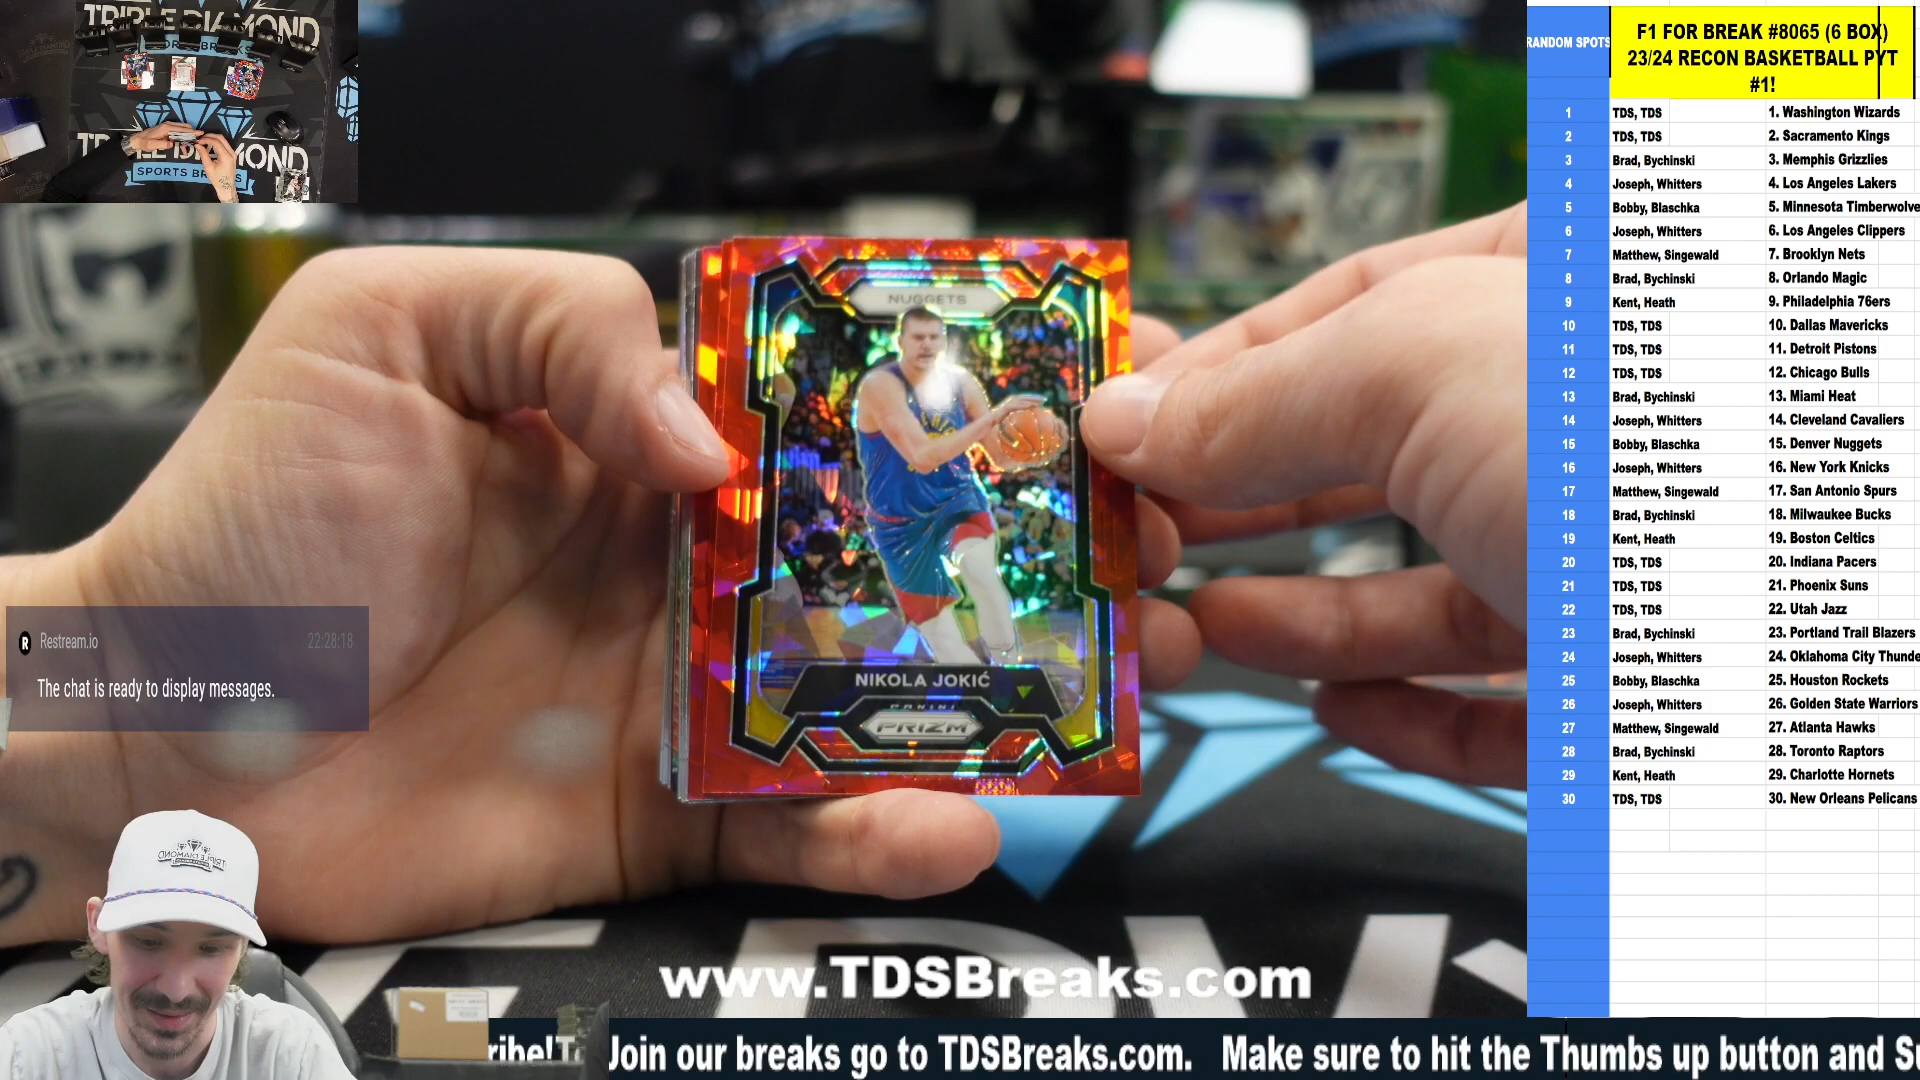 TRIPLE DIAMOND
SPORTS BREAKS
TRIPLE DIAMOND
SPORTS BREAKS
NUGGETS
NIKOLA JOKIĆ
PANINI
PRIZM
Restream.io 22:28:18
The chat is ready to display messages.
TRIPLE DIAMOND
www.TDSBreaks.com
ribe! Join our breaks go to TDSBreaks.com. Make sure to hit the Thumbs up button and Su
RANDOM SPOTS
F1 FOR BREAK #8065 (6 BOX)
23/24 RECON BASKETBALL PYT
#1!
1 TDS, TDS 1. Washington Wizards
2 TDS, TDS 2. Sacramento Kings
3 Brad, Bychinski 3. Memphis Grizzlies
4 Joseph, Whitters 4. Los Angeles Lakers
5 Bobby, Blaschka 5. Minnesota Timberwolve
6 Joseph, Whitters 6. Los Angeles Clippers
7 Matthew, Singewald 7. Brooklyn Nets
8 Brad, Bychinski 8. Orlando Magic
9 Kent, Heath 9. Philadelphia 76ers
10 TDS, TDS 10. Dallas Mavericks
11 TDS, TDS 11. Detroit Pistons
12 TDS, TDS 12. Chicago Bulls
13 Brad, Bychinski 13. Miami Heat
14 Joseph, Whitters 14. Cleveland Cavaliers
15 Bobby, Blaschka 15. Denver Nuggets
16 Joseph, Whitters 16. New York Knicks
17 Matthew, Singewald 17. San Antonio Spurs
18 Brad, Bychinski 18. Milwaukee Bucks
19 Kent, Heath 19. Boston Celtics
20 TDS, TDS 20. Indiana Pacers
21 TDS, TDS 21. Phoenix Suns
22 TDS, TDS 22. Utah Jazz
23 Brad, Bychinski 23. Portland Trail Blazers
24 Joseph, Whitters 24. Oklahoma City Thunde
25 Bobby, Blaschka 25. Houston Rockets
26 Joseph, Whitters 26. Golden State Warriors
27 Matthew, Singewald 27. Atlanta Hawks
28 Brad, Bychinski 28. Toronto Raptors
29 Kent, Heath 29. Charlotte Hornets
30 TDS, TDS 30. New Orleans Pelicans